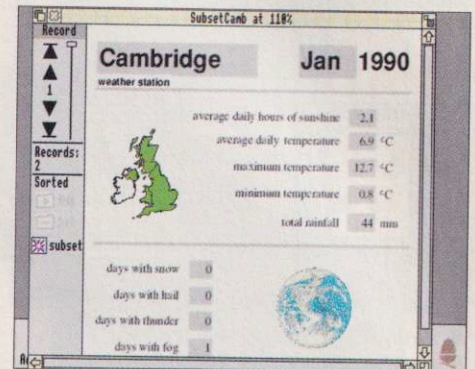 SubsetCamb at 110%
Record
1
Records:
2
Sorted
subset
Cambridge Jan 1990
weather station
average daily hours of sunshine 2.1
average daily temperature 6.9 °C
maximum temperature 12.7 °C
minimum temperature 0.8 °C
total rainfall 44 mm
days with snow 0
days with hail 0
days with thunder 0
days with fog 1